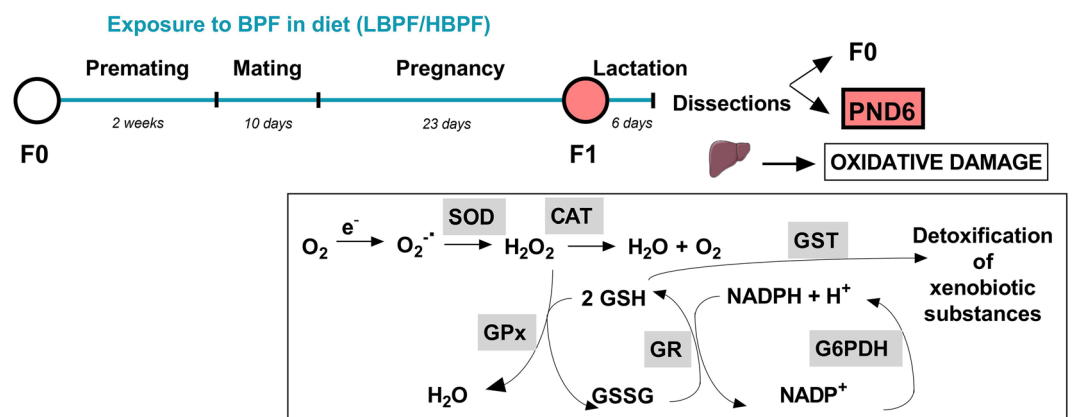 Exposure to BPF in diet (LBPF/HBPF)
Premating
Mating
Pregnancy
Lactation
2 weeks
10 days
23 days
6 days
F0
F1
Dissections
F0
PND6
OXIDATIVE DAMAGE
O₂
e⁻
O₂⁻·
SOD
H₂O₂
CAT
H₂O + O₂
GST
Detoxification
of
xenobiotic
substances
2 GSH
NADPH + H⁺
GPx
GR
G6PDH
H₂O
GSSG
NADP⁺